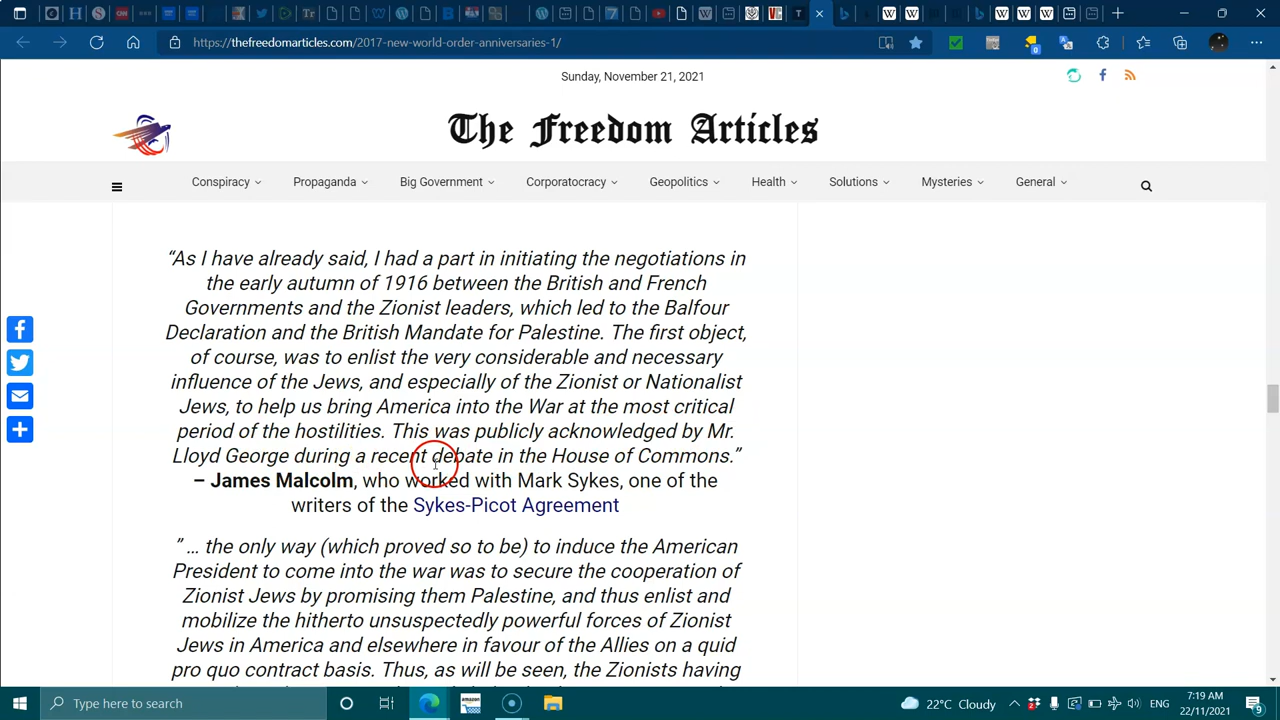 https://thefreedomarticles.com/2017-new-world-order-anniversaries-1/
Sunday, November 21, 2021
The Freedom Articles
Conspiracy Propaganda Big Government Corporatocracy Geopolitics Health Solutions Mysteries General
“As I have already said, I had a part in initiating the negotiations in
the early autumn of 1916 between the British and French
Governments and the Zionist leaders, which led to the Balfour
Declaration and the British Mandate for Palestine. The first object,
of course, was to enlist the very considerable and necessary
influence of the Jews, and especially of the Zionist or Nationalist
Jews, to help us bring America into the War at the most critical
period of the hostilities. This was publicly acknowledged by Mr.
Lloyd George during a recent debate in the House of Commons.”
– James Malcolm, who worked with Mark Sykes, one of the
writers of the Sykes-Picot Agreement
” … the only way (which proved so to be) to induce the American
President to come into the war was to secure the cooperation of
Zionist Jews by promising them Palestine, and thus enlist and
mobilize the hitherto unsuspectedly powerful forces of Zionist
Jews in America and elsewhere in favour of the Allies on a quid
pro quo contract basis. Thus, as will be seen, the Zionists having
Type here to search
22°C Cloudy
ENG
7:19 AM
22/11/2021